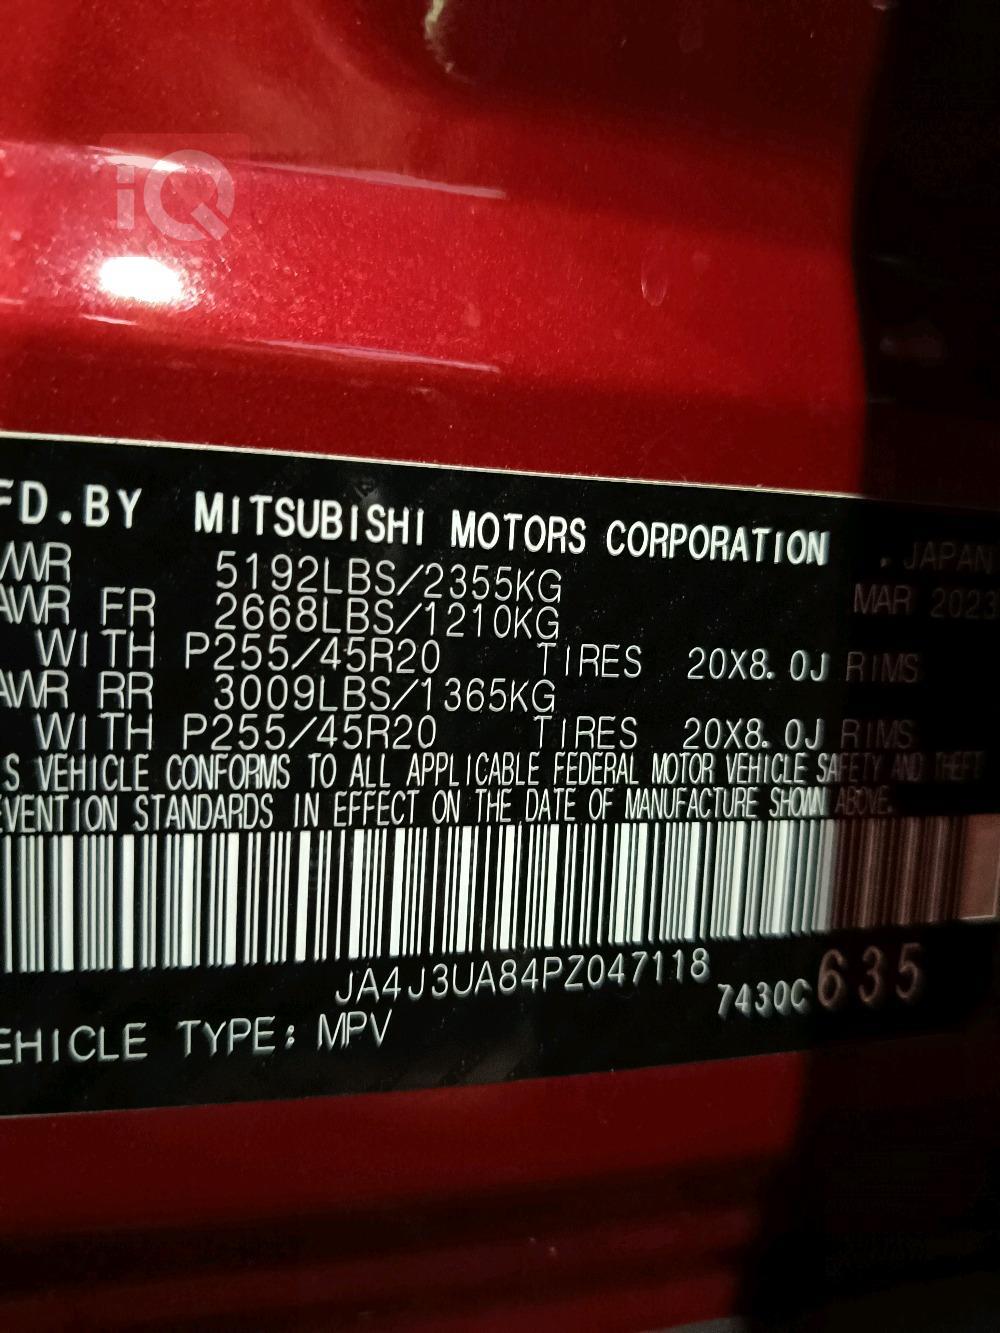 iQ
FD.BY MITSUBISHI MOTORS CORPORATION . JAPAN
VWR 5192LBS/2355KG MAR 2023
AWR FR 2668LBS/1210KG
WITH P255/45R20 TIRES 20X8.0J RIMS
AWR RR 3009LBS/1365KG
WITH P255/45R20 TIRES 20X8.0J RIMS
S VEHICLE CONFORMS TO ALL APPLICABLE FEDERAL MOTOR VEHICLE SAFETY AND THEFT
EVENTION STANDARDS IN EFFECT ON THE DATE OF MANUFACTURE SHOWN ABOVE.
JA4J3UA84PZ047118 7430C 635
EHICLE TYPE: MPV